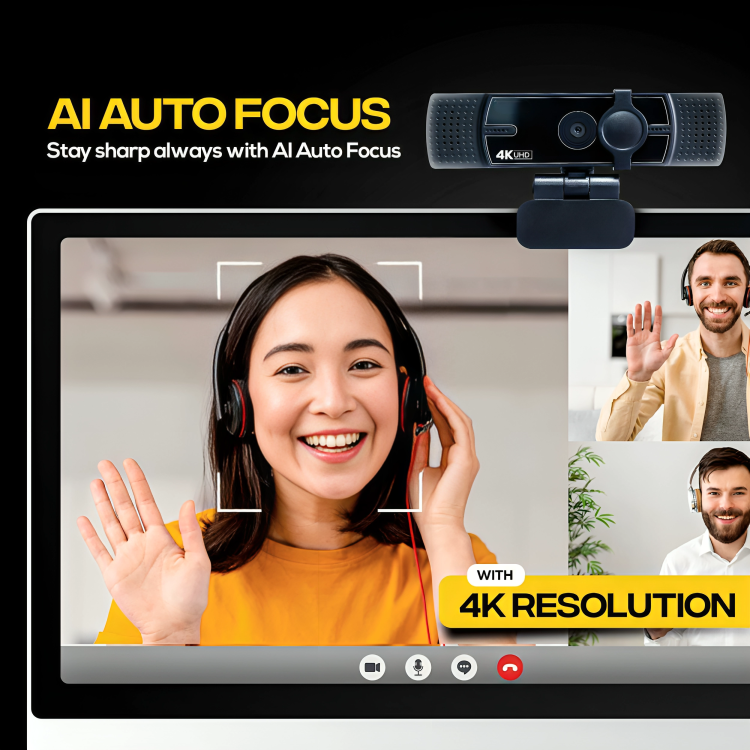 AI AUTO FOCUS
Stay sharp always with AI Auto Focus
4K UHD
WITH
4K RESOLUTION